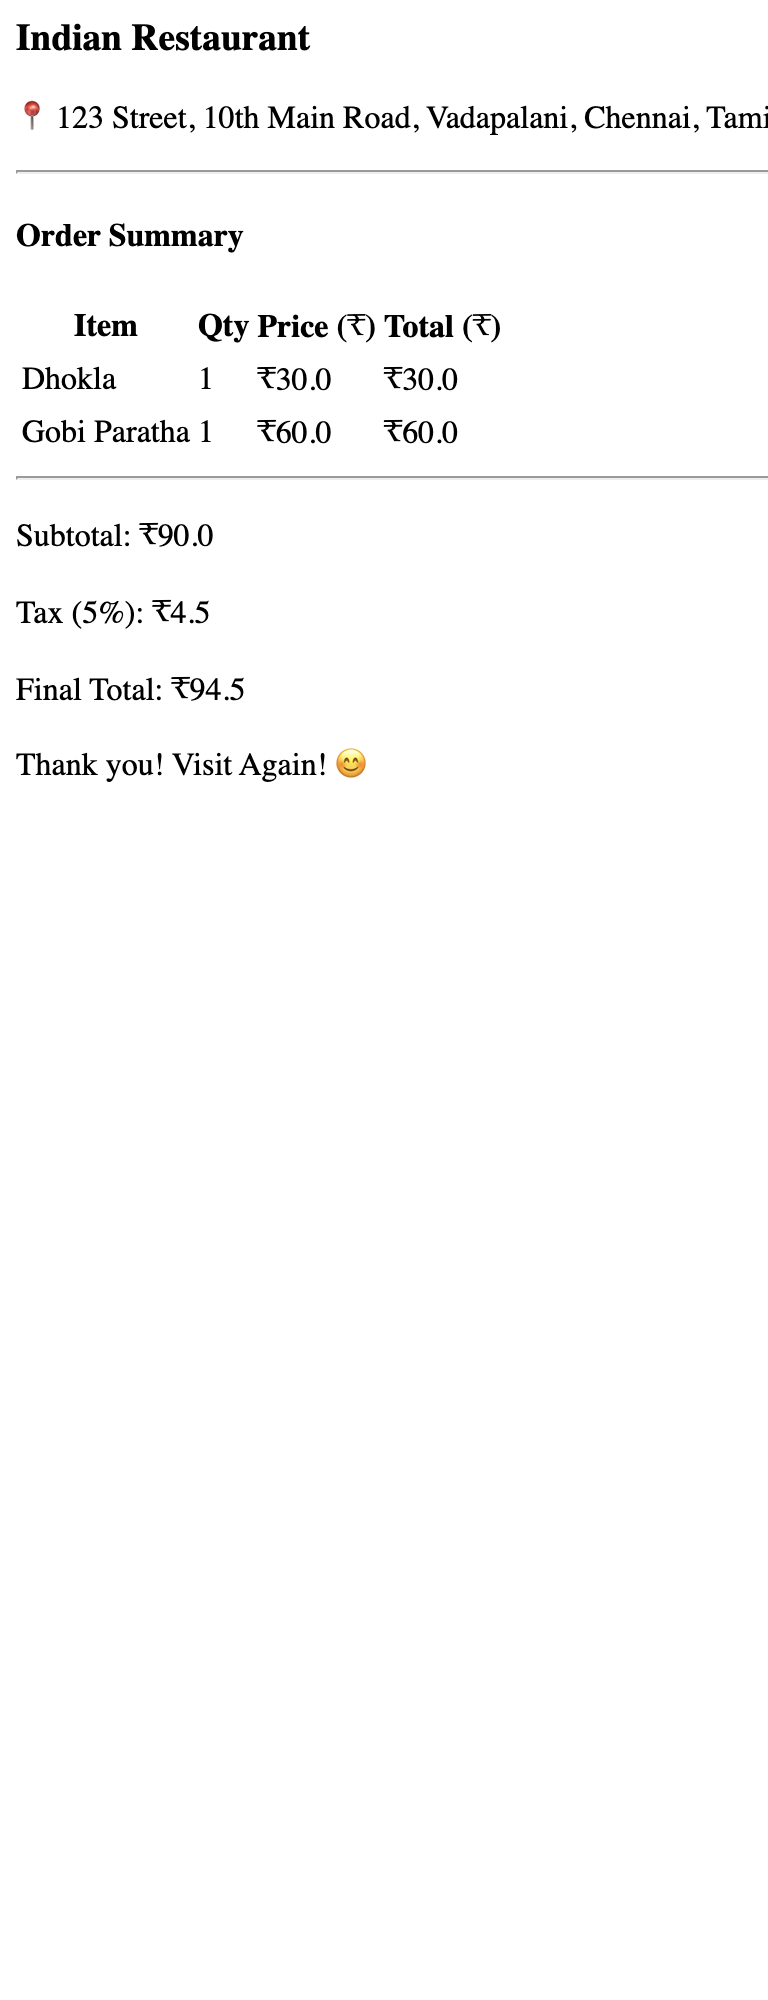 Indian Restaurant
📍 123 Street, 10th Main Road, Vadapalani, Chennai, Tami
Order Summary
Item Qty Price (₹) Total (₹)
Dhokla 1 ₹30.0 ₹30.0
Gobi Paratha 1 ₹60.0 ₹60.0
Subtotal: ₹90.0
Tax (5%): ₹4.5
Final Total: ₹94.5
Thank you! Visit Again! 😊